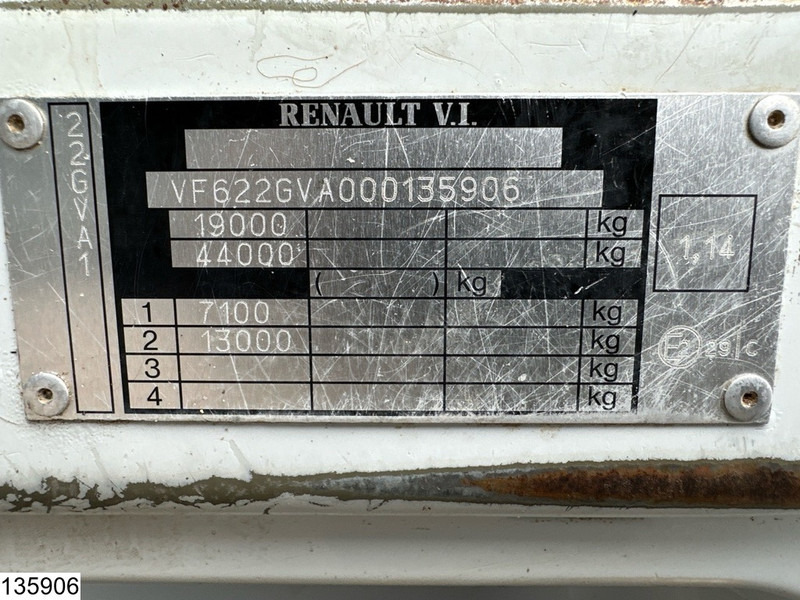 RENAULT V.I.
22GVA1
VF622GVA000135906
19000 kg
44000 kg
( ) kg
1 7100 kg
2 13000 kg
3 kg
4 kg
1,14
E2 29 C
135906